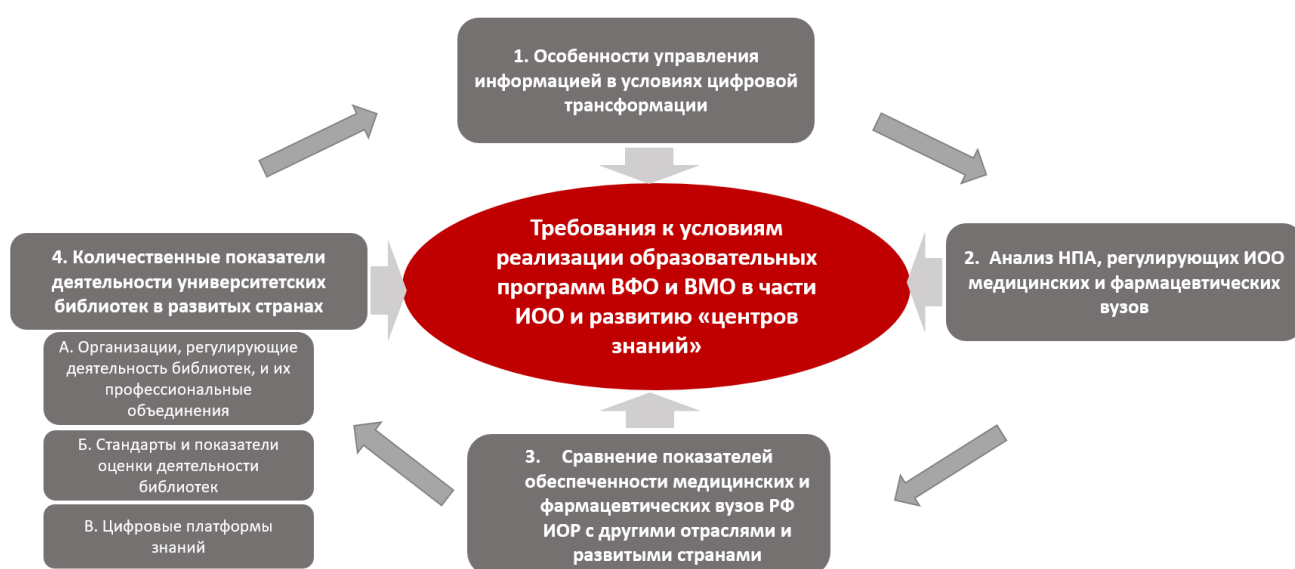 1. Особенности управления
информацией в условиях цифровой
трансформации
Требования к условиям
реализации образовательных
программ ВФО и ВМО в части
ИОО и развитию «центров
знаний»
2. Анализ НПА, регулирующих ИОО
медицинских и фармацевтических
вузов
3. Сравнение показателей
обеспеченности медицинских и
фармацевтических вузов РФ
ИОР с другими отраслями и
развитыми странами
4. Количественные показатели
деятельности университетских
библиотек в развитых странах
А. Организации, регулирующие
деятельность библиотек, и их
профессиональные
объединения
Б. Стандарты и показатели
оценки деятельности
библиотек
В. Цифровые платформы
знаний